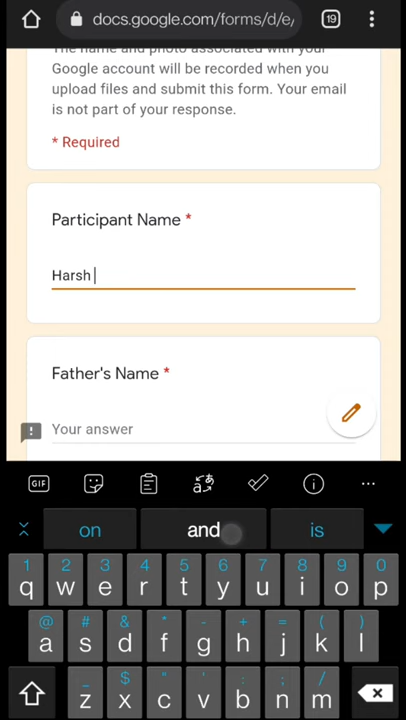 docs.google.com/forms/d/e/
19
The name and photo associated with your
Google account will be recorded when you
upload files and submit this form. Your email
is not part of your response.
* Required
Participant Name *
Harsh
Father's Name *
Your answer
GIF
on and is
1 2 3 4 5 6 7 8 9 0
q w e r t y u i o p
@ # & * - + = ( )
a s d f g h j k l
_ $ " ' : ; /
z x c v b n m